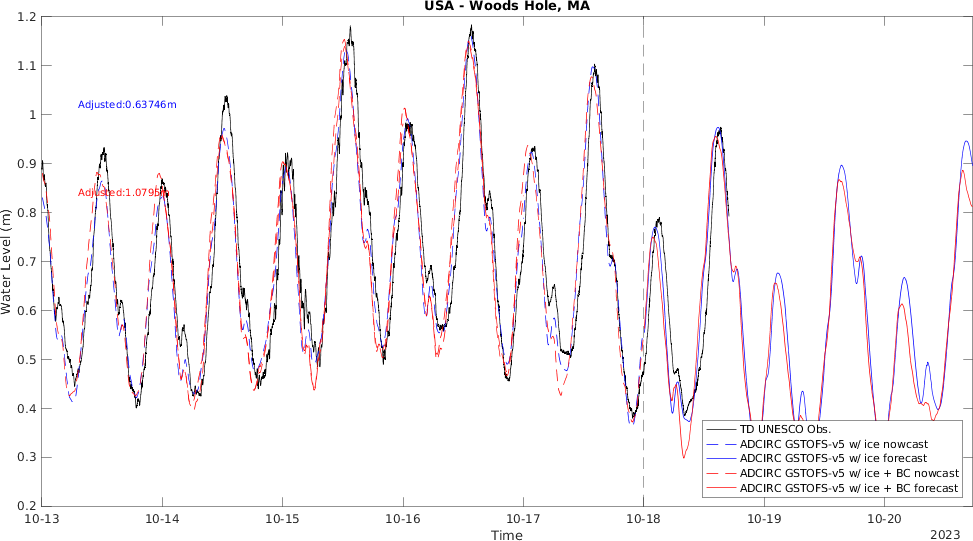 USA - Woods Hole, MA
1.2
1.1
1
0.9
0.8
0.7
0.6
0.5
0.4
0.3
0.2
Water Level (m)
Adjusted:0.63746m
Adjusted:1.0795m
10-13
10-14
10-15
10-16
10-17
10-18
10-19
10-20
Time
2023
TD UNESCO Obs.
ADCIRC GSTOFS-v5 w/ ice nowcast
ADCIRC GSTOFS-v5 w/ ice forecast
ADCIRC GSTOFS-v5 w/ ice + BC nowcast
ADCIRC GSTOFS-v5 w/ ice + BC forecast